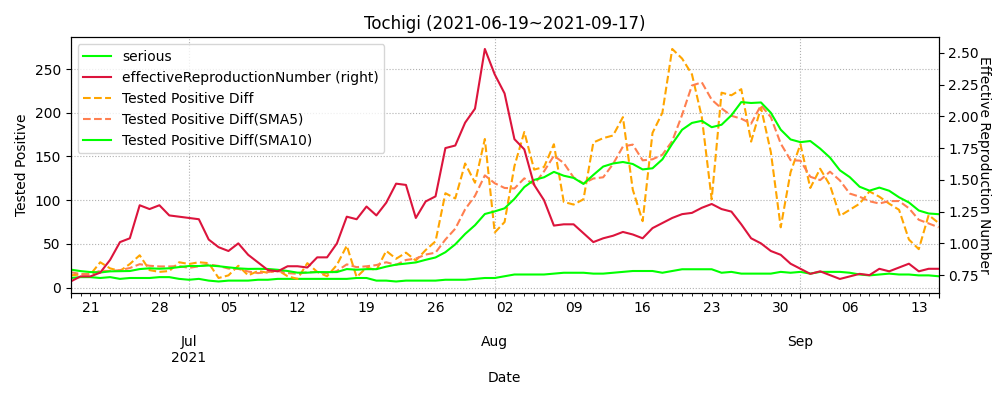 Tochigi (2021-06-19~2021-09-17)
serious
effectiveReproductionNumber (right)
Tested Positive Diff
Tested Positive Diff(SMA5)
Tested Positive Diff(SMA10)
Tested Positive
250
200
150
100
50
0
2.50
2.25
2.00
1.75
1.50
1.25
1.00
0.75
Effective Reproduction Number
21 28 05 12 19 26 02 09 16 23 30 06 13
Jul Aug Sep
2021
Date